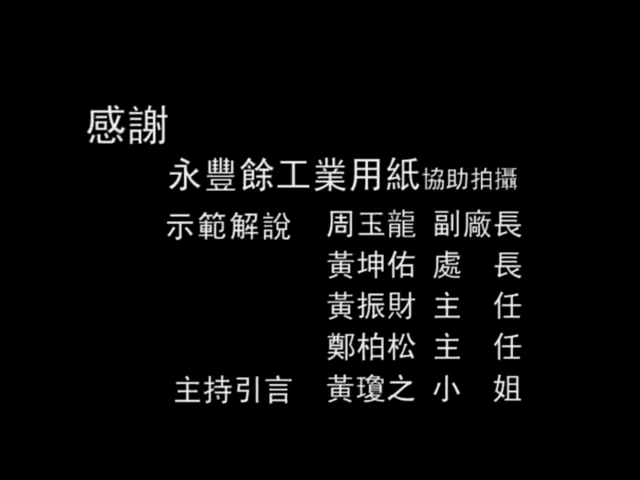 感謝
永豐餘工業用紙協助拍攝
示範解說 周玉龍 副廠長
黃坤佑 處 長
黃振財 主 任
鄭柏松 主 任
主持引言 黃瓊之 小 姐